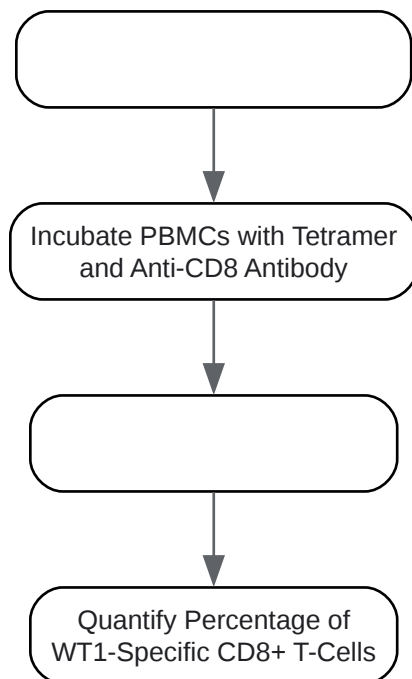 Incubate PBMCs with Tetramer
and Anti-CD8 Antibody
Quantify Percentage of
WT1-Specific CD8+ T-Cells